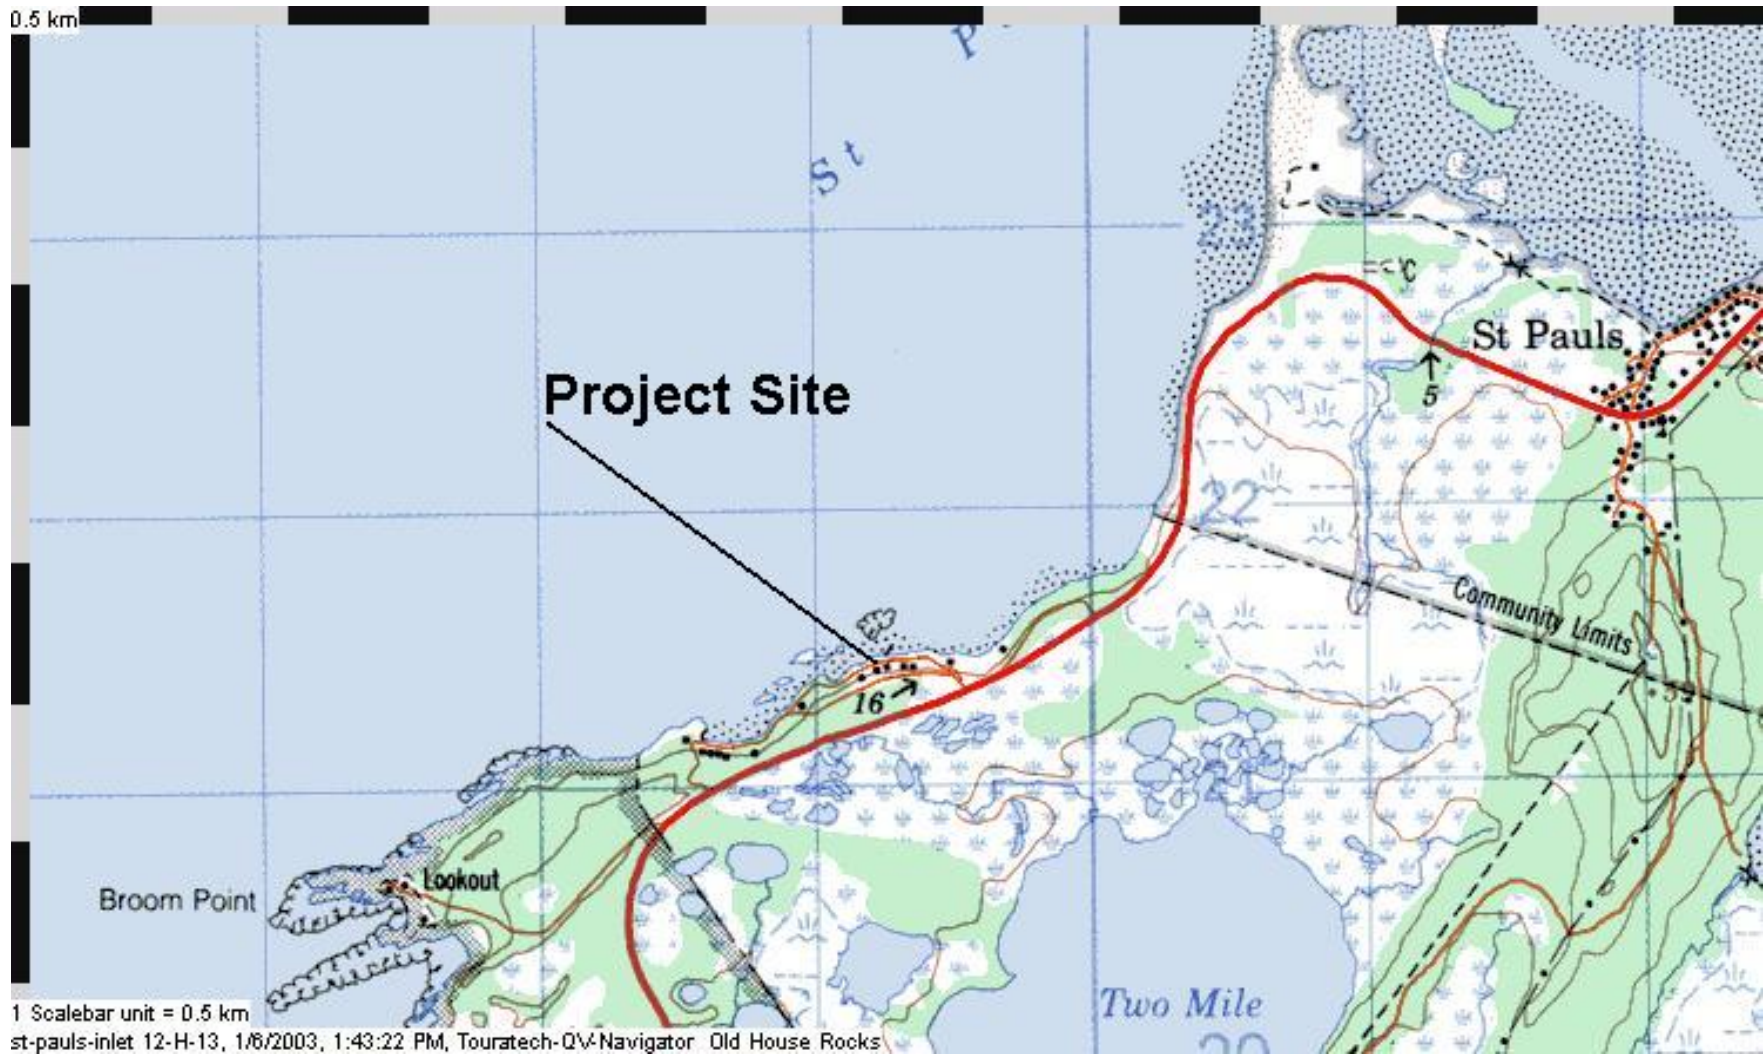 0.5 km
St
23
St Pauls
5
Project Site
22
Community Limits
16
Lookout
Broom Point
Two Mile
1 Scalebar unit = 0.5 km
st-pauls-inlet 12-H-13, 1/6/2003, 1:43:22 PM, Touratech-QV-Navigator Old House Rocks